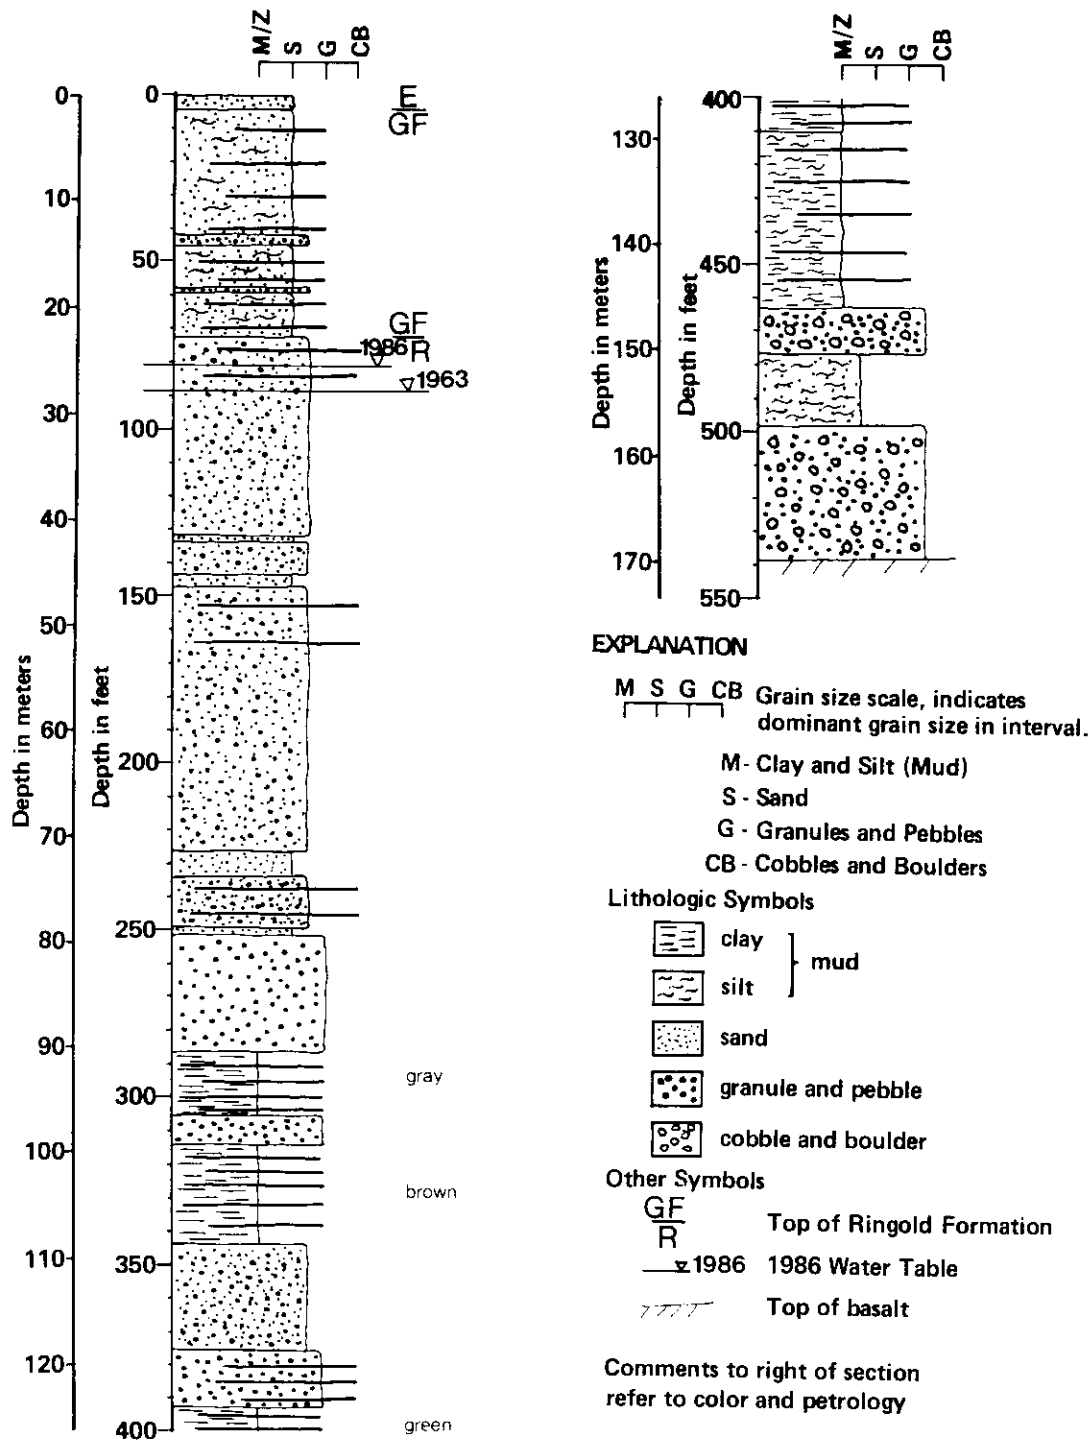 M/Z S G CB
0
10
20
30
40
50
60
70
80
90
100
110
120
Depth in meters
0
50
100
150
200
250
300
350
400
Depth in feet
E
GF
GF
R
1986
1963
gray
brown
green
M/Z S G CB
130
140
150
160
170
Depth in meters
400
450
500
550
Depth in feet
EXPLANATION
M S G CB
Grain size scale, indicates
dominant grain size in interval.
M - Clay and Silt (Mud)
S - Sand
G - Granules and Pebbles
CB - Cobbles and Boulders
Lithologic Symbols
clay
silt
mud
sand
granule and pebble
cobble and boulder
Other Symbols
GF
R
Top of Ringold Formation
1986 1986 Water Table
Top of basalt
Comments to right of section
refer to color and petrology